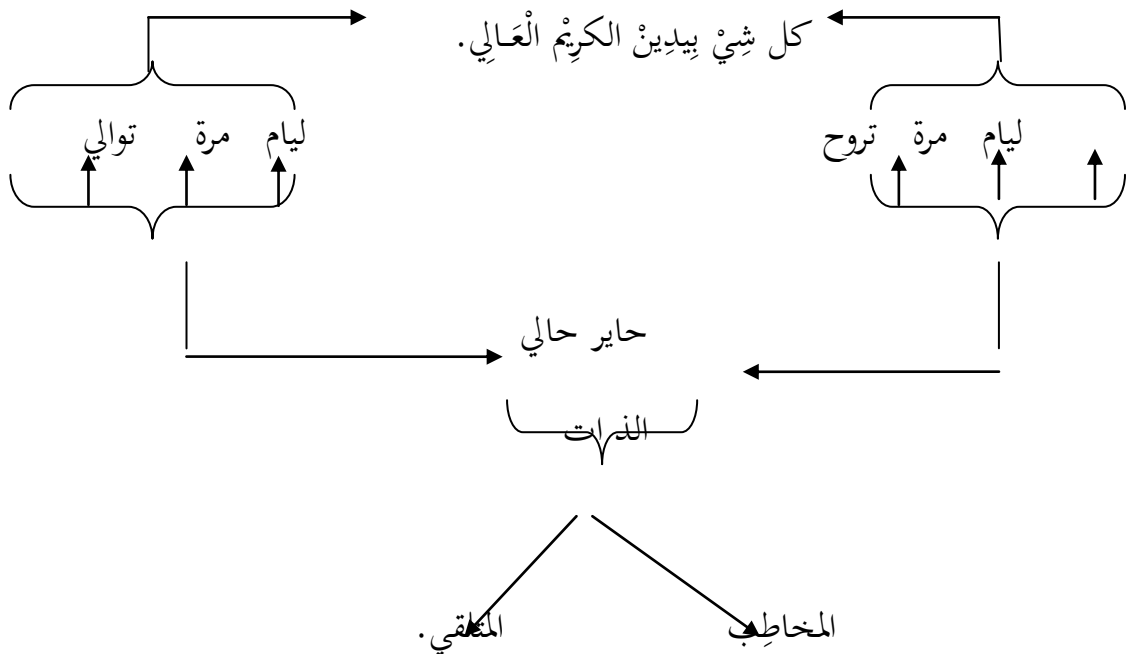 كل شِيْ بِيدِينْ الكرِيْم الْعَالِي.
ليام مرة تروح
ليام مرة توالي
حاير حالي
الذات
المخاطِب
المتلقي.